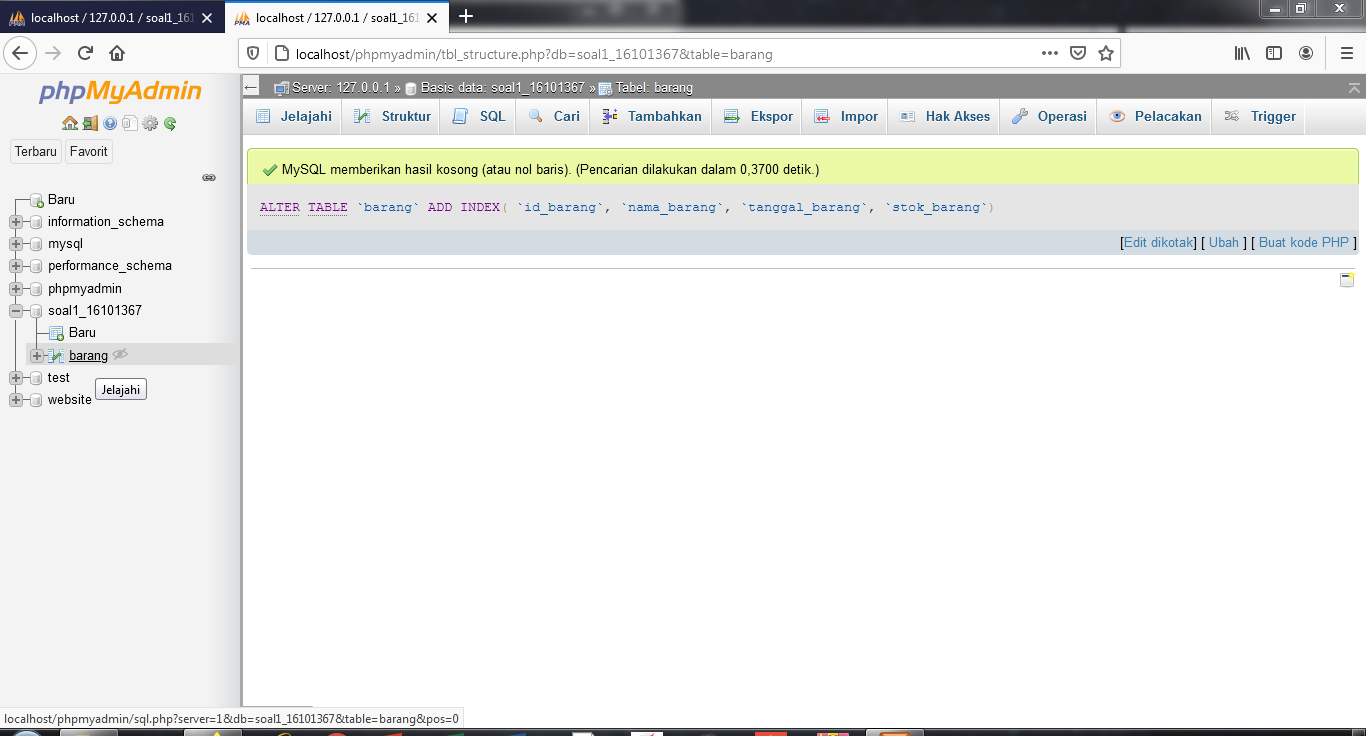 localhost / 127.0.0.1 / soal1_161
localhost / 127.0.0.1 / soal1_161
localhost/phpmyadmin/tbl_structure.php?db=soal1_16101367&table=barang
phpMyAdmin
Terbaru
Favorit
Baru
information_schema
mysql
performance_schema
phpmyadmin
soal1_16101367
Baru
barang
test
website
Jelajahi
Server: 127.0.0.1 » Basis data: soal1_16101367 » Tabel: barang
Jelajahi Struktur SQL Cari Tambahkan Ekspor Impor Hak Akses Operasi Pelacakan Trigger
MySQL memberikan hasil kosong (atau nol baris). (Pencarian dilakukan dalam 0,3700 detik.)
ALTER TABLE `barang` ADD INDEX( `id_barang`, `nama_barang`, `tanggal_barang`, `stok_barang`)
[Edit dikotak] [ Ubah ] [ Buat kode PHP ]
localhost/phpmyadmin/sql.php?server=1&db=soal1_16101367&table=barang&pos=0